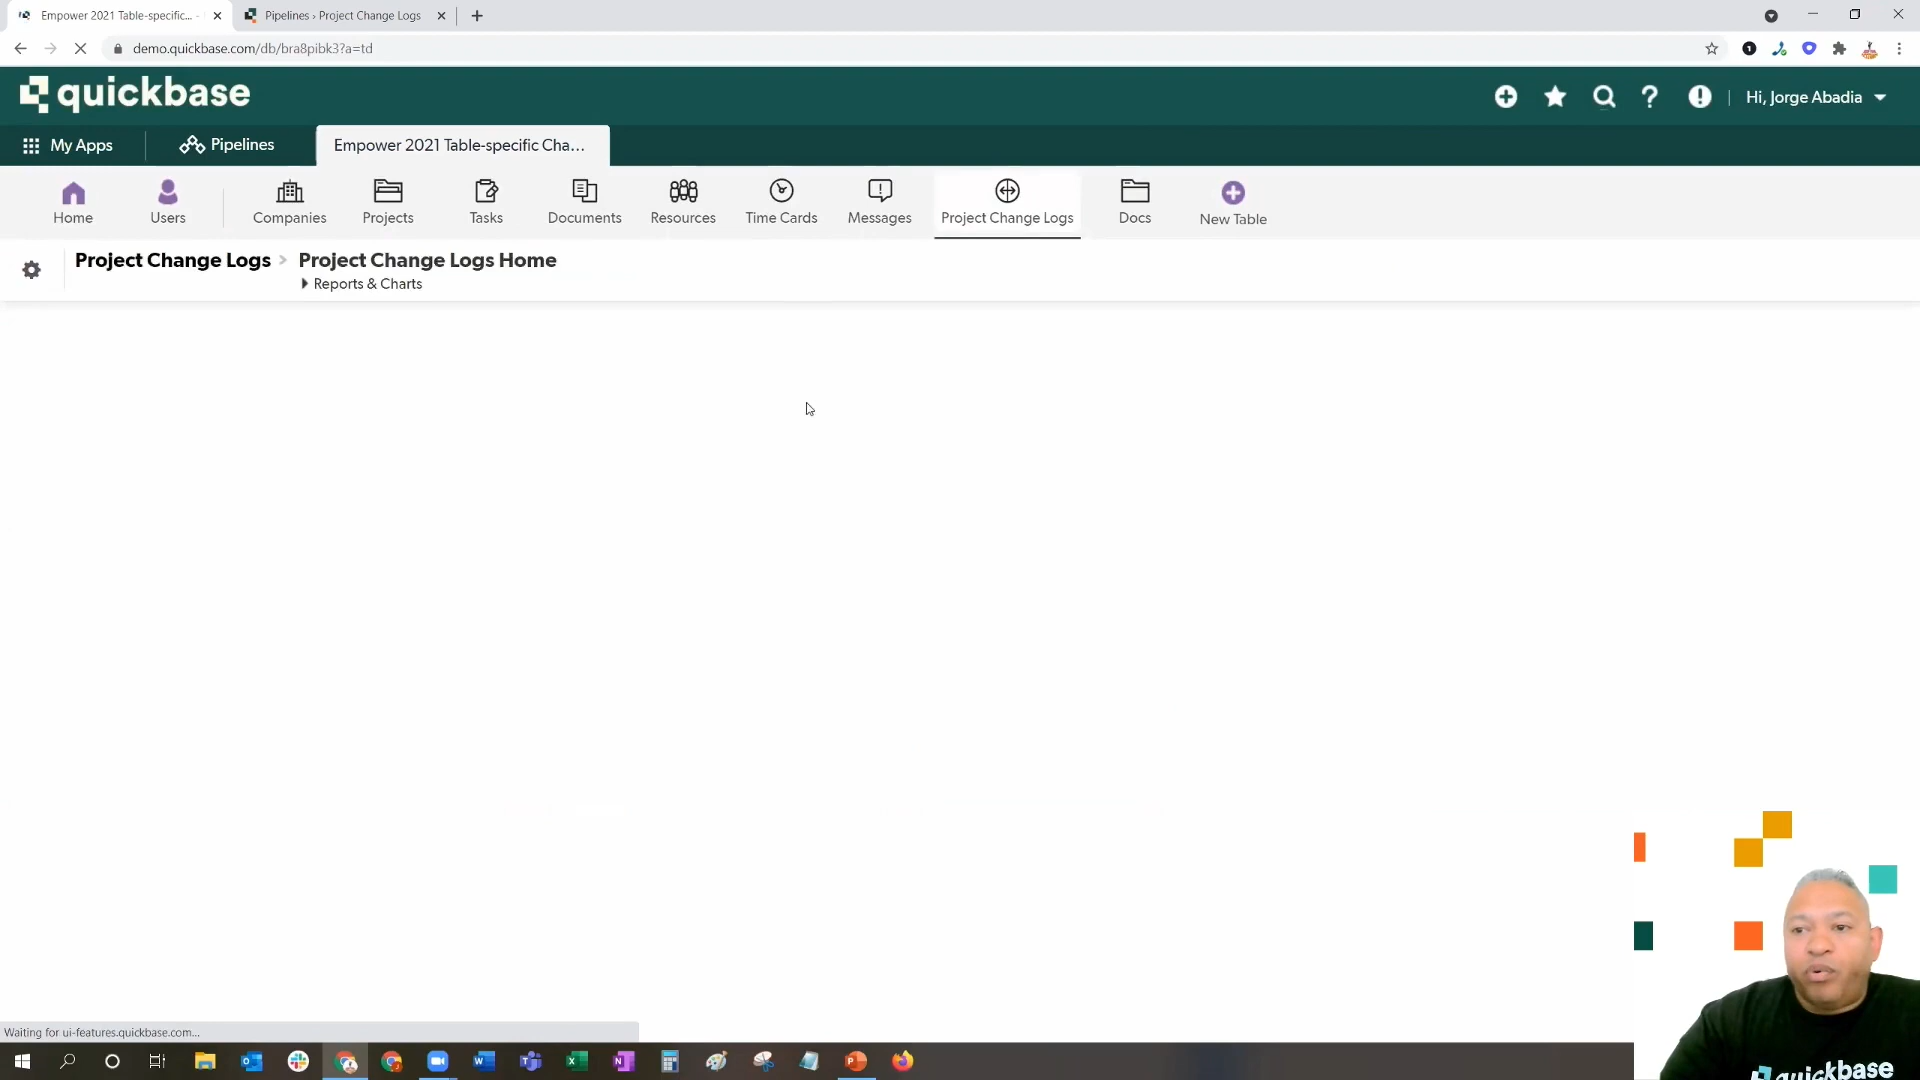 Empower 2021 Table-specific... -
Pipelines › Project Change Logs
demo.quickbase.com/db/bra8pibk3?a=td
quickbase
Hi, Jorge Abadia
My Apps
Pipelines
Empower 2021 Table-specific Cha...
Home
Users
Companies
Projects
Tasks
Documents
Resources
Time Cards
Messages
Project Change Logs
Docs
New Table
Project Change Logs > Project Change Logs Home
Reports & Charts
Waiting for ui-features.quickbase.com...
quickbase